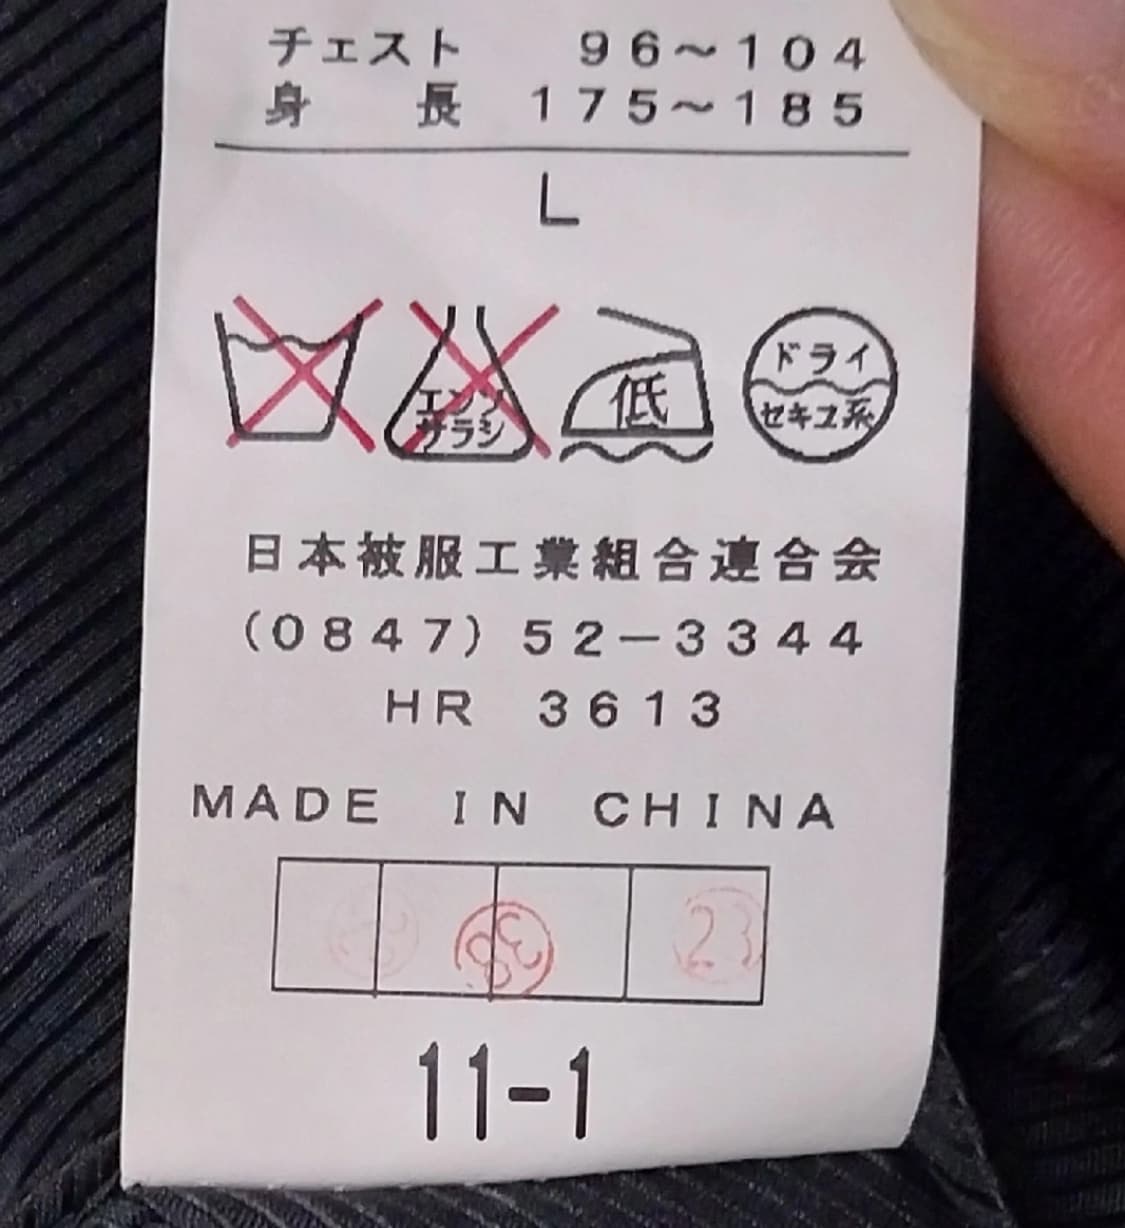 チェスト 96～104
身長 175～185
L
エンソ
サラシ
低
ドライ
セキユ系
日本被服工業組合連合会
(0847) 52-3344
HR 3613
MADE IN CHINA
23
11-1